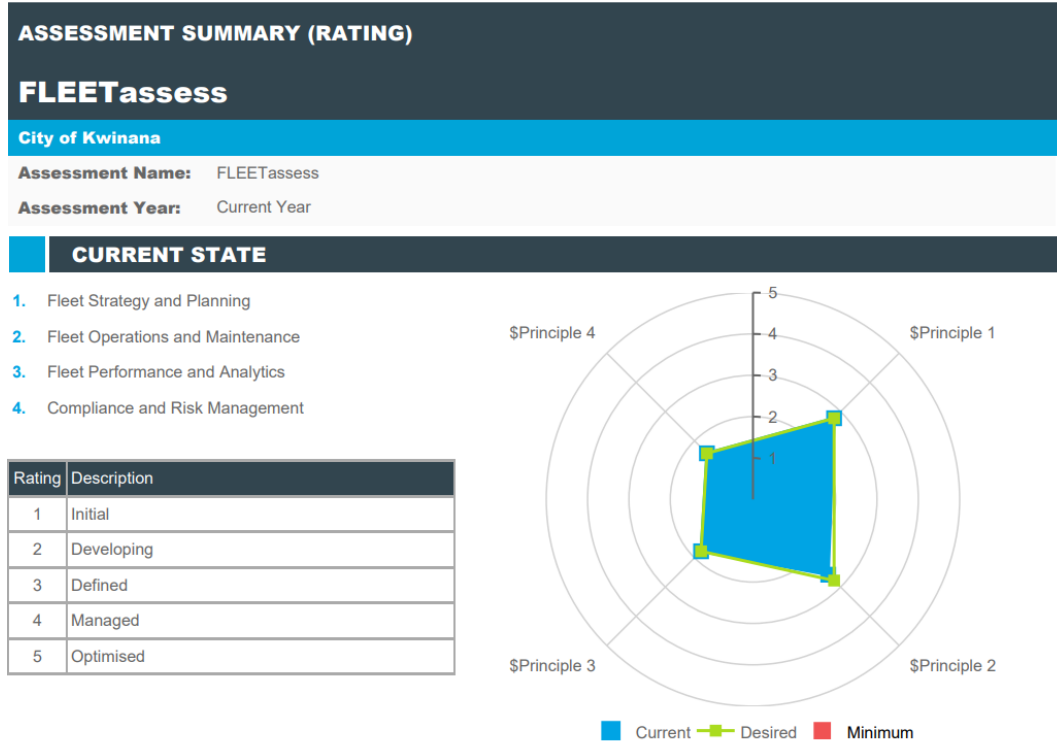 ASSESSMENT SUMMARY (RATING)
FLEETassess
City of Kwinana
Assessment Name: FLEETassess
Assessment Year: Current Year
CURRENT STATE
1. Fleet Strategy and Planning
2. Fleet Operations and Maintenance
3. Fleet Performance and Analytics
4. Compliance and Risk Management
Rating Description
1 Initial
2 Developing
3 Defined
4 Managed
5 Optimised
5
$Principle 4 $Principle 1
4
3
2
1
$Principle 3 $Principle 2
Current Desired Minimum